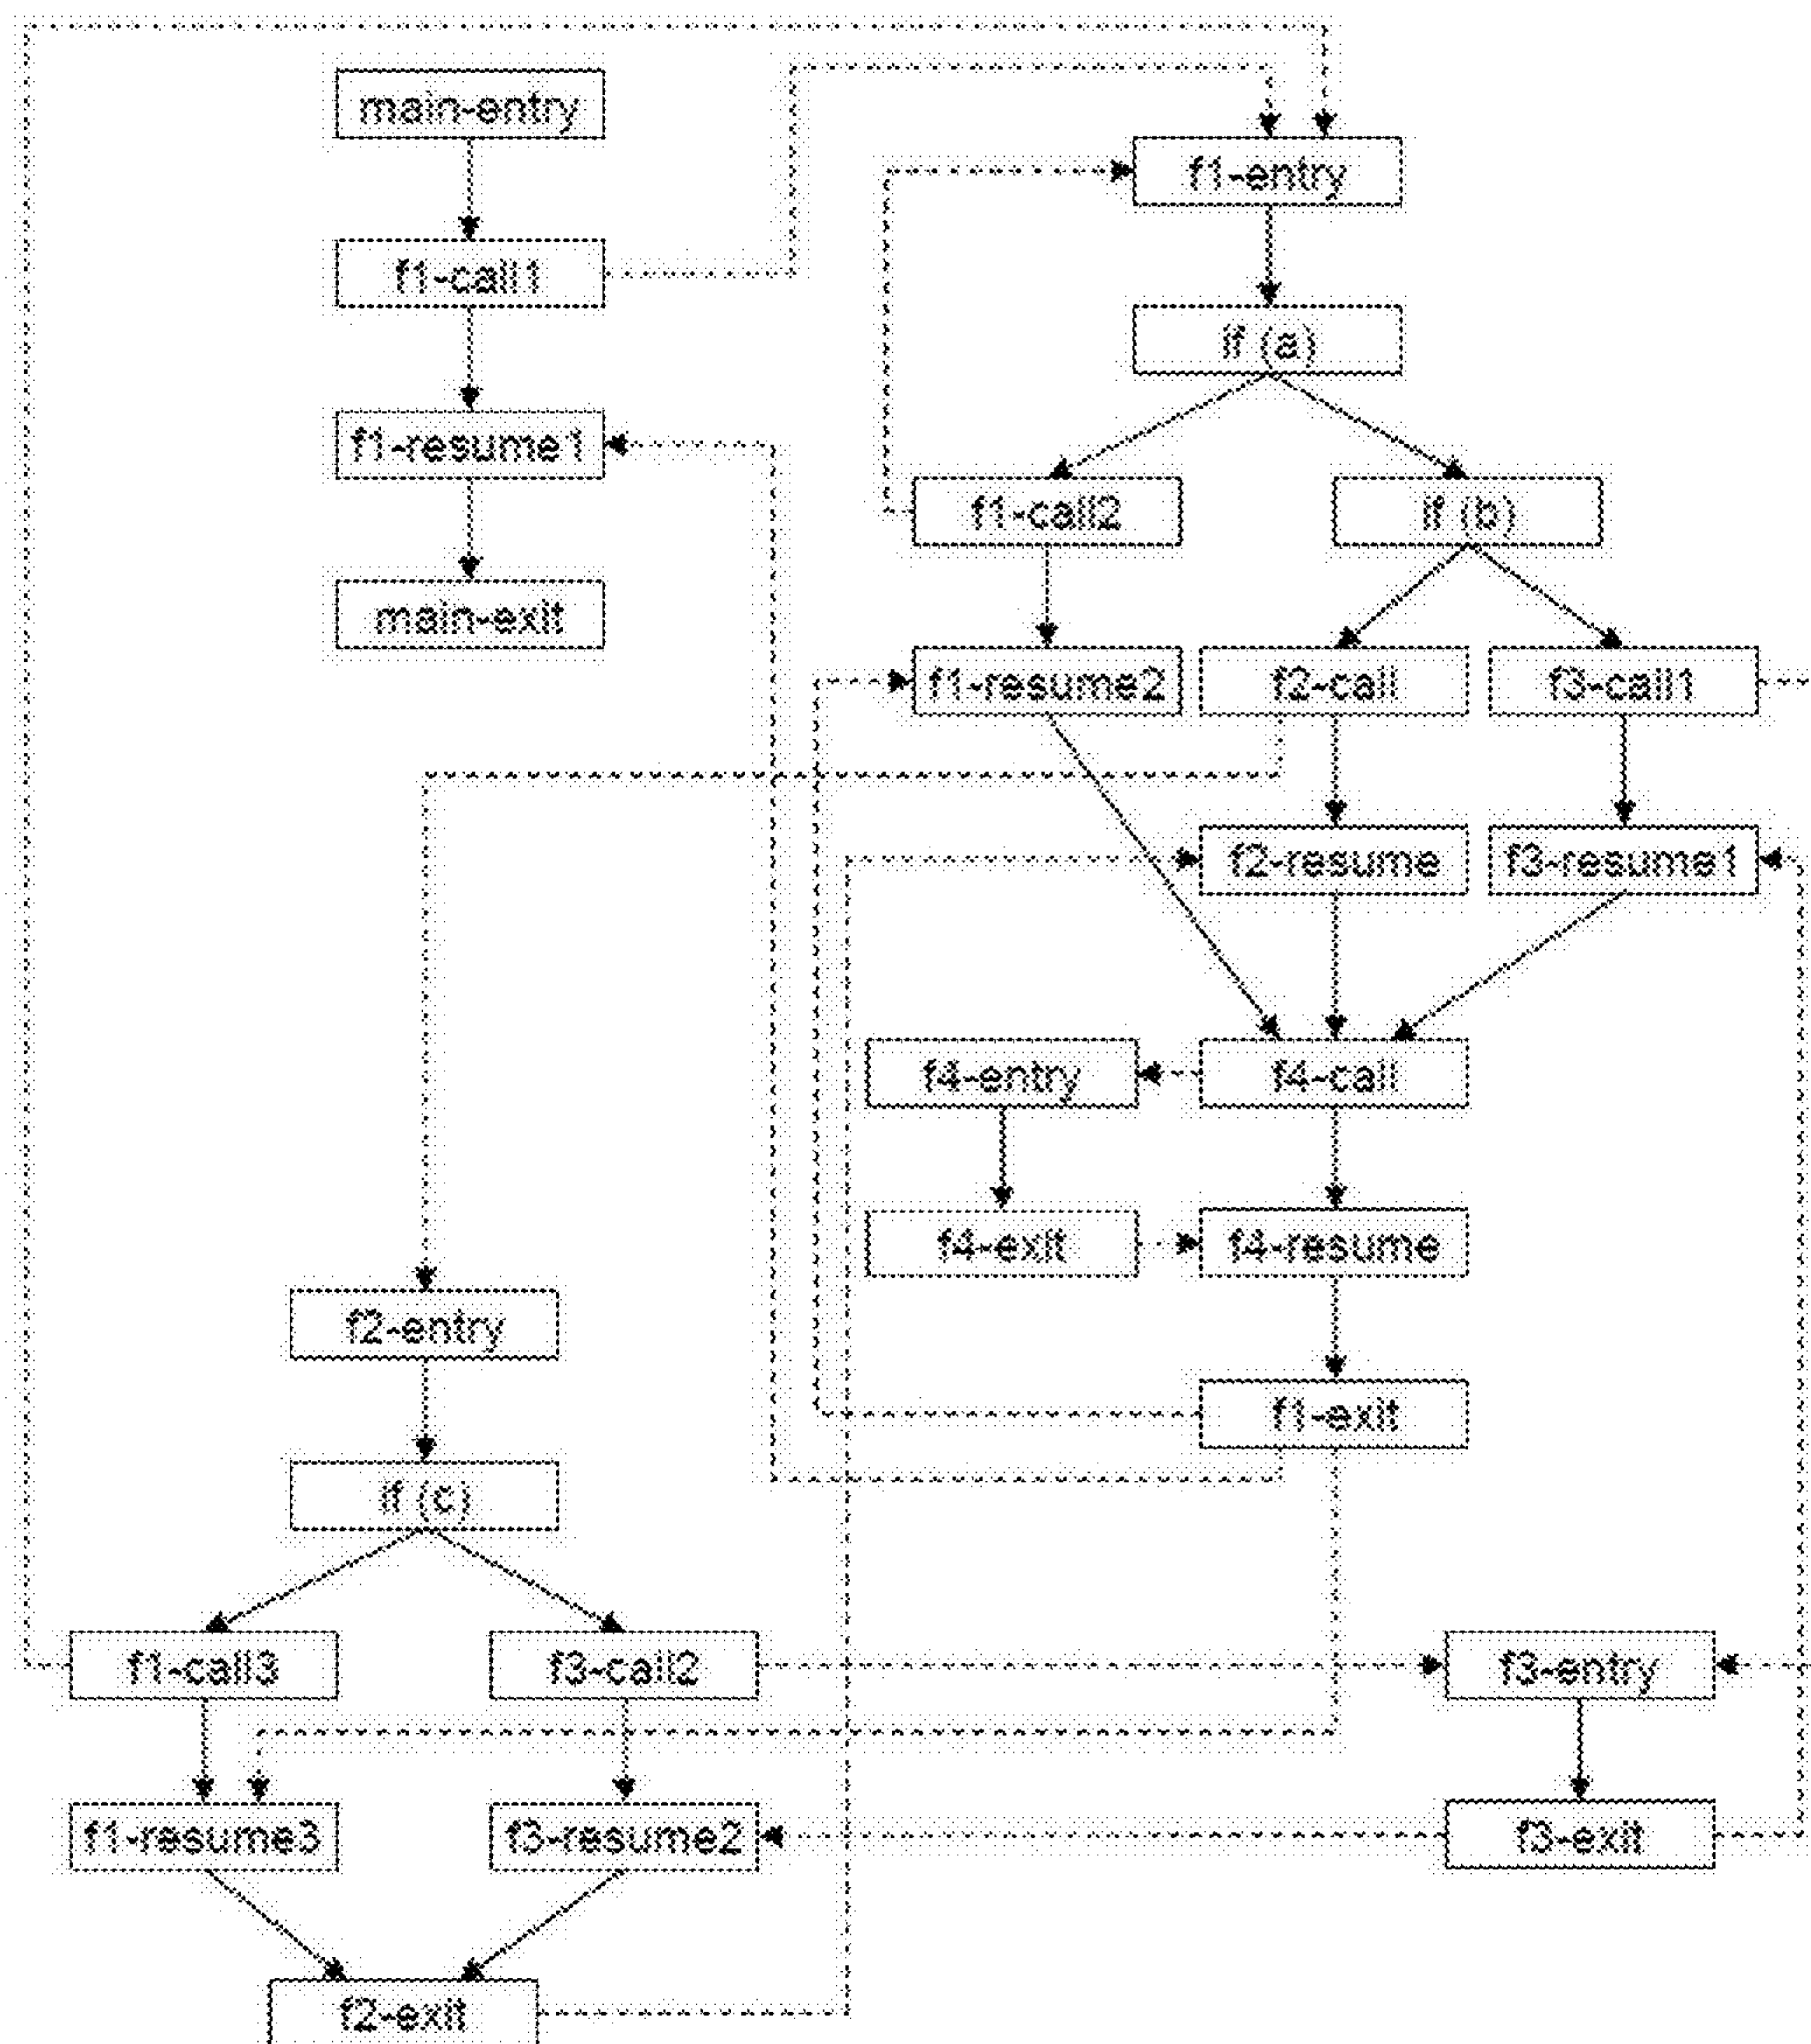 main-entry
f1-entry
f1-call1
if (a)
f1-resume1
f1-call2
if (b)
main-exit
f1-resume2
f2-call
f3-call1
f2-resume
f3-resume1
f4-entry
f4-call
f4-exit
f4-resume
f2-entry
f1-exit
if (c)
f1-call3
f3-call2
f3-entry
f1-resume3
f3-resume2
f3-exit
f2-exit